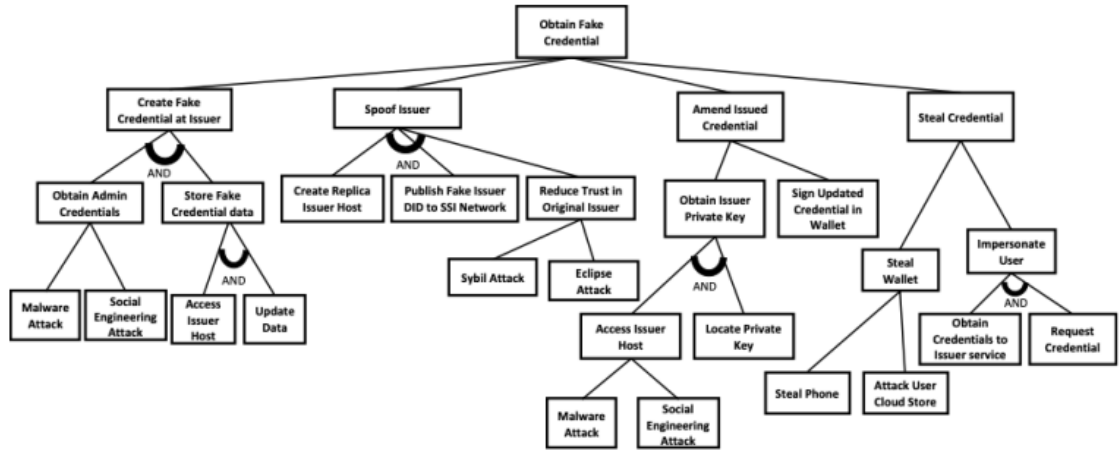 Obtain Fake
Credential
Create Fake
Credential at Issuer
Spoof Issuer
Amend Issued
Credential
Steal Credential
AND
AND
Obtain Admin
Credentials
Store Fake
Credential data
Create Replica
Issuer Host
Publish Fake Issuer
DID to SSI Network
Reduce Trust in
Original Issuer
Obtain Issuer
Private Key
Sign Updated
Credential in
Wallet
Steal
Wallet
Impersonate
User
Sybil Attack
Eclipse
Attack
AND
AND
AND
Malware
Attack
Social
Engineering
Attack
Access
Issuer
Host
Update
Data
Access Issuer
Host
Locate Private
Key
Obtain
Credentials to
Issuer service
Request
Credential
Steal Phone
Attack User
Cloud Store
Malware
Attack
Social
Engineering
Attack